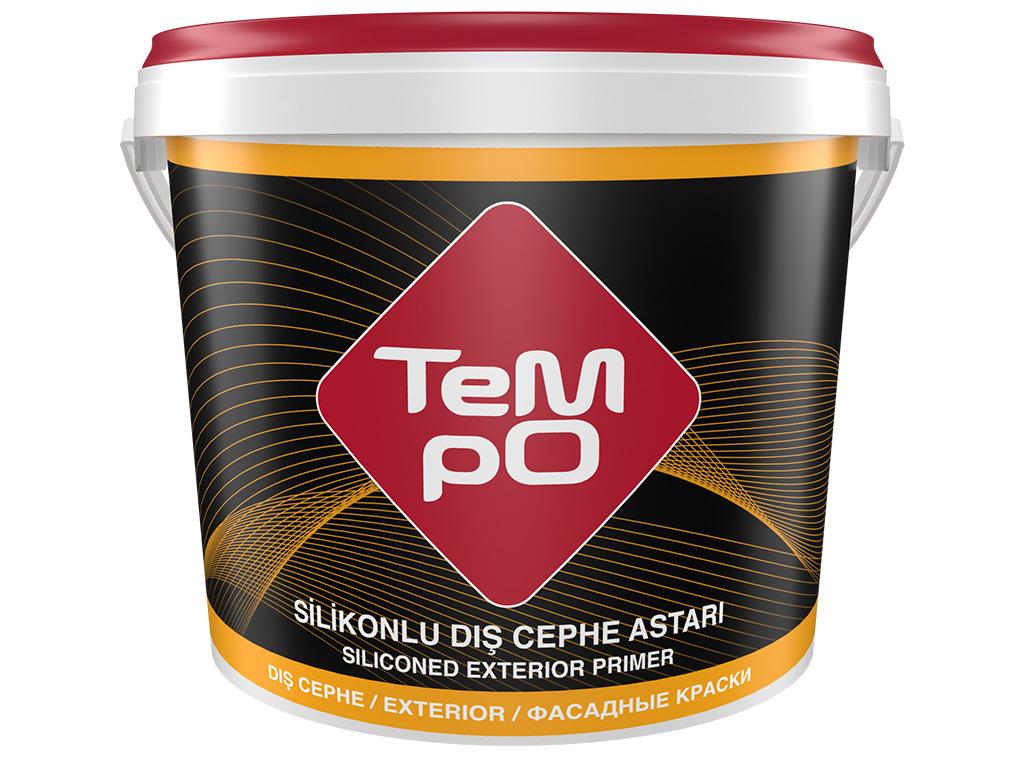 TeM
pO
SİLİKONLU DIŞ CEPHE ASTARI
SILICONED EXTERIOR PRIMER
DIŞ CEPHE / EXTERIOR / ФАСАДНЫЕ КРАСКИ